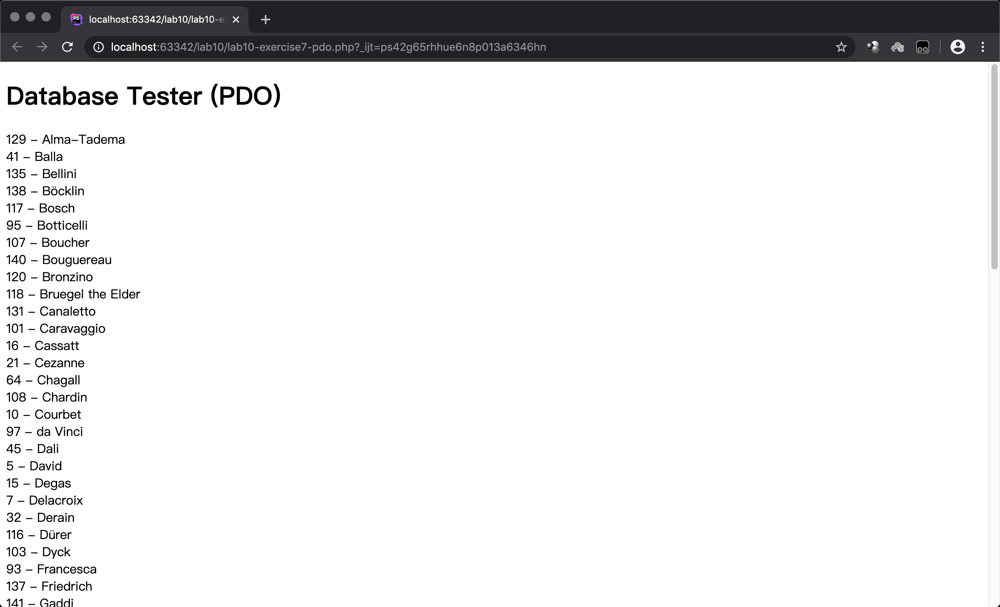 PS
localhost:63342/lab10/lab10-e
localhost:63342/lab10/lab10-exercise7-pdo.php?_ijt=ps42g65rhhue6n8p013a6346hn
Database Tester (PDO)
129 - Alma-Tadema
41 - Balla
135 - Bellini
138 - Böcklin
117 - Bosch
95 - Botticelli
107 - Boucher
140 - Bouguereau
120 - Bronzino
118 - Bruegel the Elder
131 - Canaletto
101 - Caravaggio
16 - Cassatt
21 - Cezanne
64 - Chagall
108 - Chardin
10 - Courbet
97 - da Vinci
45 - Dali
5 - David
15 - Degas
7 - Delacroix
32 - Derain
116 - Dürer
103 - Dyck
93 - Francesca
137 - Friedrich
141 - Gaddi